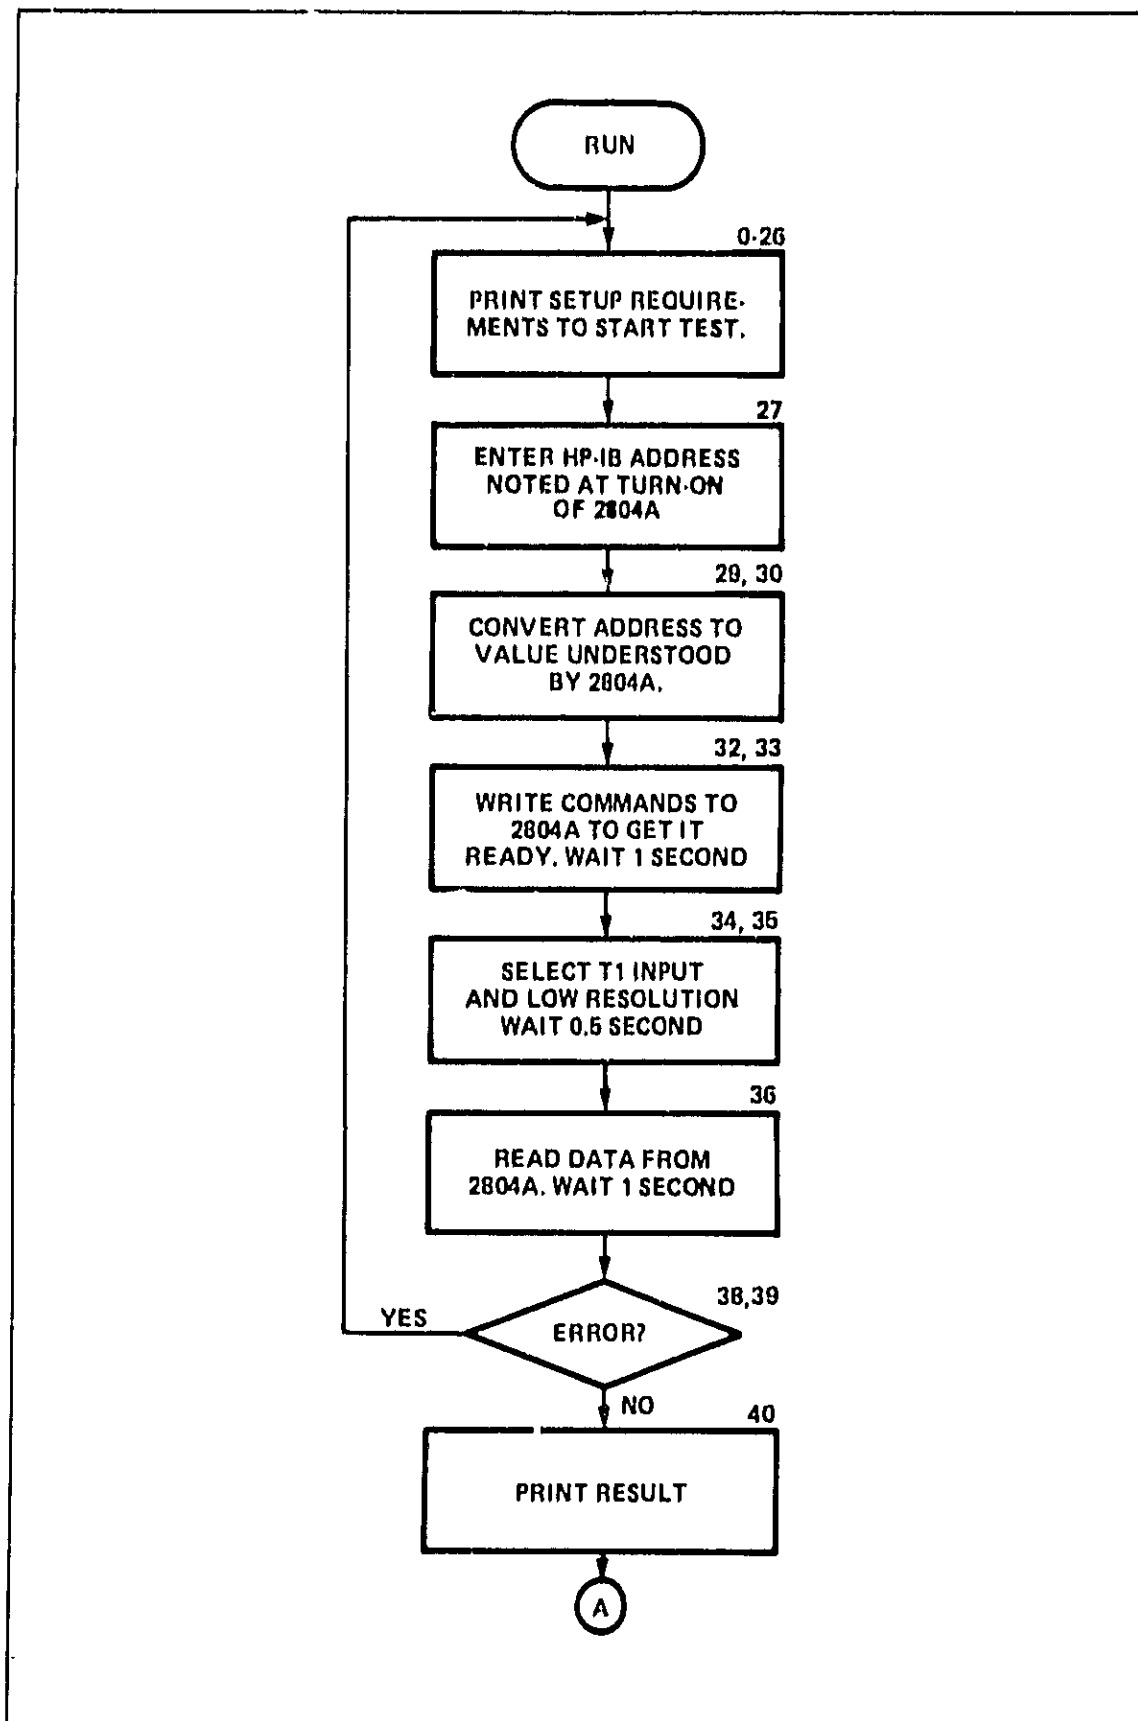 RUN
0-26
PRINT SETUP REQUIRE-
MENTS TO START TEST.
27
ENTER HP-IB ADDRESS
NOTED AT TURN-ON
OF 2804A
29, 30
CONVERT ADDRESS TO
VALUE UNDERSTOOD
BY 2804A.
32, 33
WRITE COMMANDS TO
2804A TO GET IT
READY. WAIT 1 SECOND
34, 35
SELECT T1 INPUT
AND LOW RESOLUTION
WAIT 0.5 SECOND
36
READ DATA FROM
2804A. WAIT 1 SECOND
38,39
YES
ERROR?
NO
40
PRINT RESULT
A